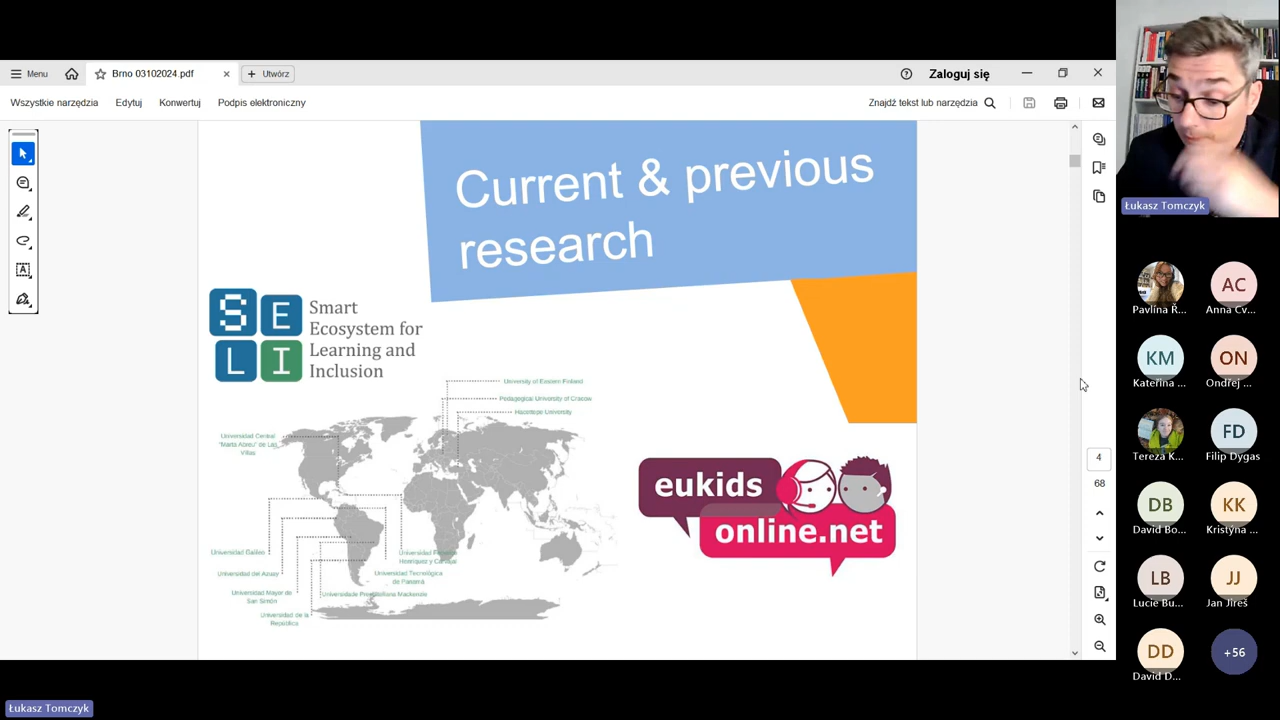 Menu
Brno 03102024.pdf
Utwórz
Zaloguj się
Wszystkie narzędzia
Edytuj
Konwertuj
Podpis elektroniczny
Znajdź tekst lub narzędzia
Current & previous
research
S E
L I
Smart
Ecosystem for
Learning and
Inclusion
University of Eastern Finland
Pedagogical University of Cracow
Hacettepe University
Universidad Central
"Marta Abreu" de Las
Villas
Universidad Galileo
Universidad del Azuay
Universidad Mayor de
San Simón
Universidad de la
República
Universidad
Henríquez y Carvajal
Universidad Tecnológica
de Panamá
Universidade Presbiteriana Mackenzie
eukids
online.net
4
68
Łukasz Tomczyk
Pavlína Ř...
AC
Anna Cv...
KM
Kateřina ...
ON
Ondřej ...
Tereza K...
FD
Filip Dygas
DB
David Bo...
KK
Kristýna ...
LB
Lucie Bu...
JJ
Jan Jireš
DD
David D...
+56
Łukasz Tomczyk